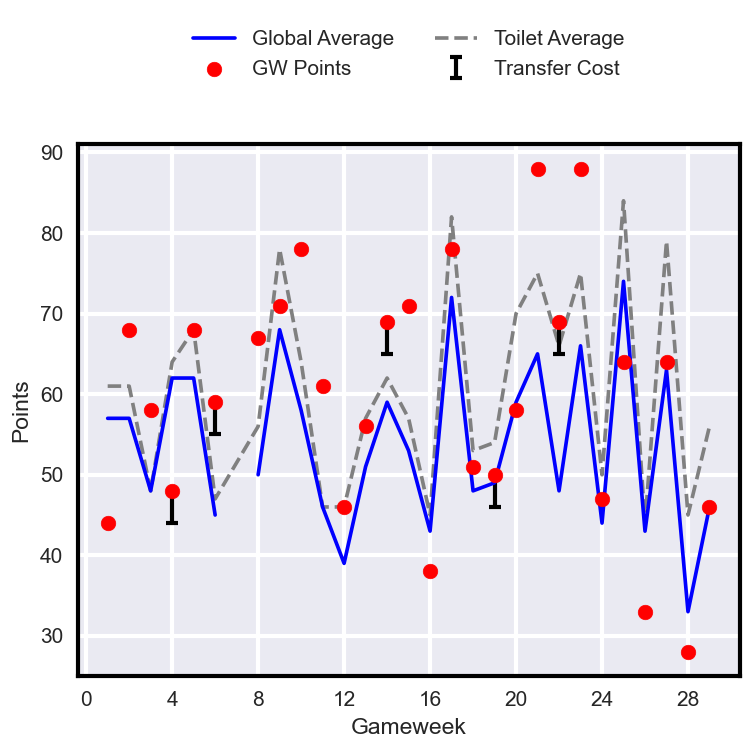 Global Average
Toilet Average
GW Points
Transfer Cost
90
80
70
60
50
40
30
Points
0 4 8 12 16 20 24 28
Gameweek